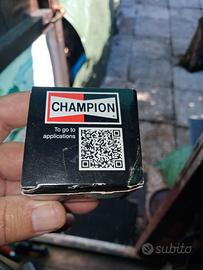 CHAMPION
To go to
applications
subito